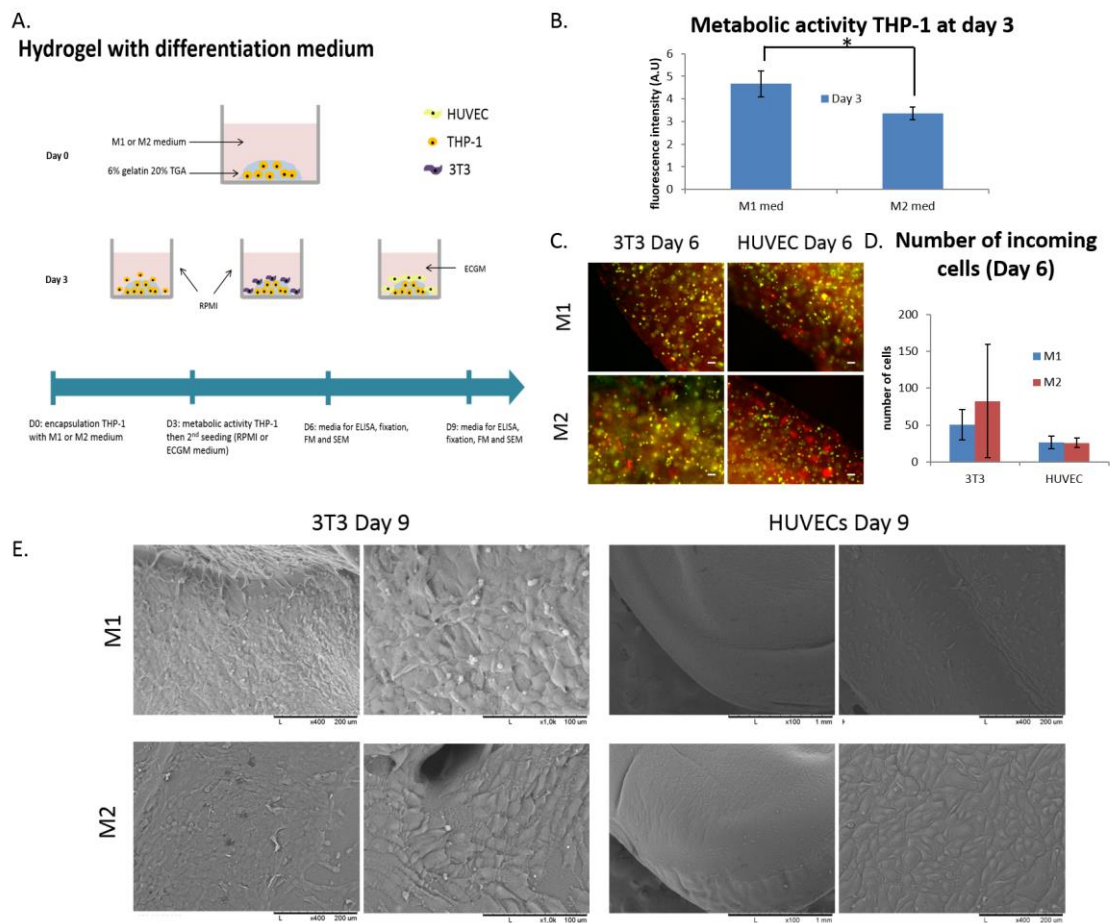 A.
Hydrogel with differentiation medium
Day 0
M1 or M2 medium
6% gelatin 20% TGA
HUVEC
THP-1
3T3
Day 3
RPMI
ECGM
D0: encapsulation THP-1
with M1 or M2 medium
D3: metabolic activity THP-1
then 2nd seeding (RPMI or
ECGM medium)
D6: media for ELISA, fixation,
FM and SEM
D9: media for ELISA,
fixation, FM and SEM
B.
Metabolic activity THP-1 at day 3
*
fluorescence intensity (A.U)
6
5
4
3
2
1
0
Day 3
M1 med
M2 med
C.
3T3 Day 6
HUVEC Day 6
M1
M2
D.
Number of incoming
cells (Day 6)
number of cells
200
150
100
50
0
M1
M2
3T3
HUVEC
E.
3T3 Day 9
HUVECs Day 9
M1
L x400 200 um
L x1,0k 100 um
L x100 1 mm
L x400 200 um
M2
L x400 200 um
L x1,0k 100 um
L x100 1 mm
L x400 200 um